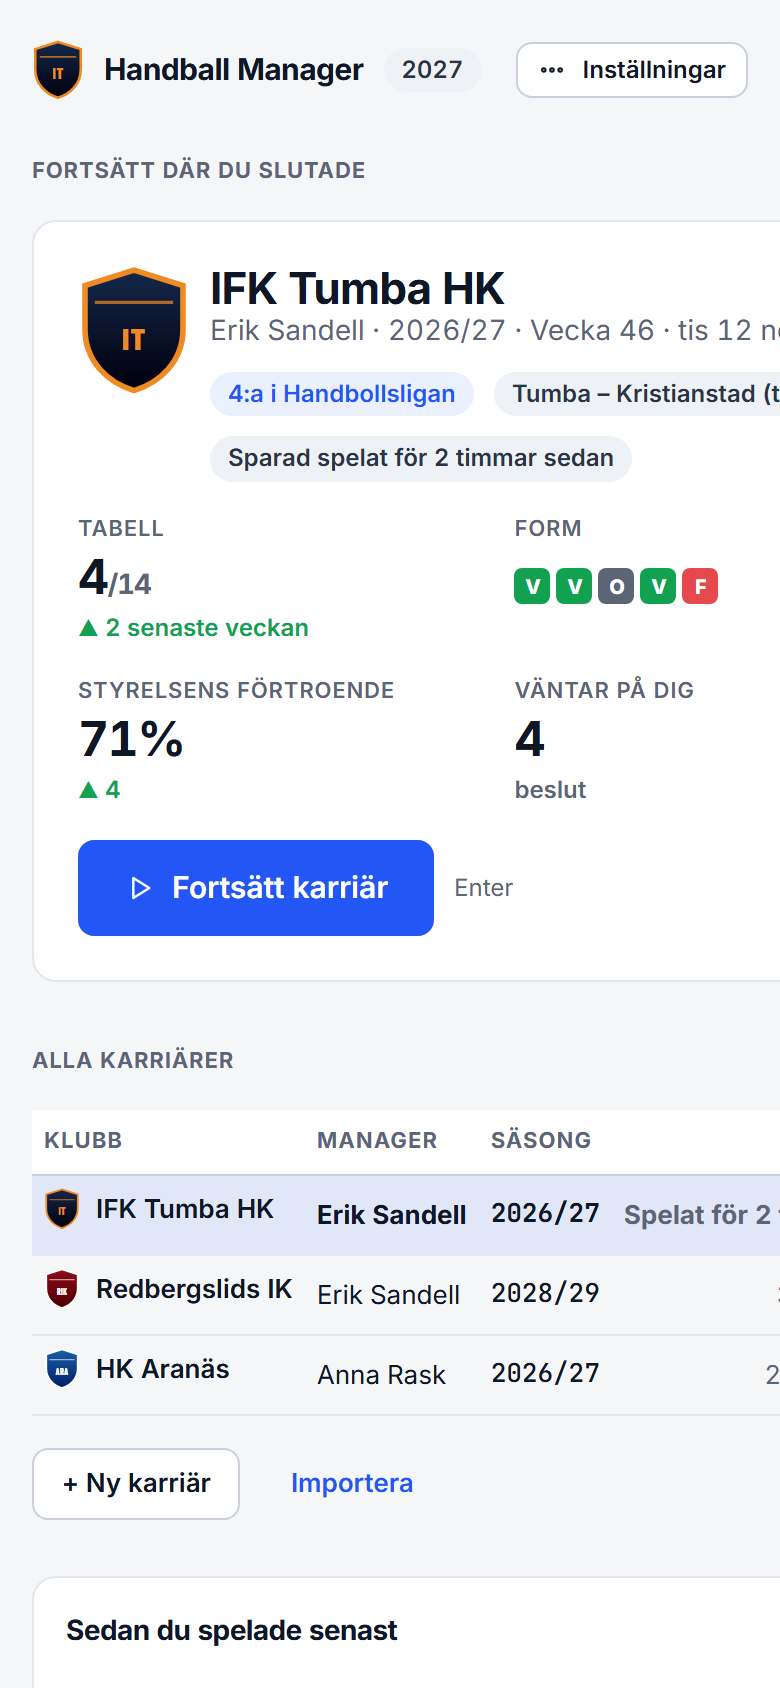 IT Handball Manager 2027 Inställningar
FORTSÄTT DÄR DU SLUTADE
IT
IFK Tumba HK
Erik Sandell · 2026/27 · Vecka 46 · tis 12
4:a i Handbollsligan Tumba – Kristianstad
Sparad spelat för 2 timmar sedan
TABELL FORM
4/14 V V O V F
▲ 2 senaste veckan
STYRELSENS FÖRTROENDE VÄNTAR PÅ DIG
71% 4
▲ 4 beslut
Fortsätt karriär Enter
ALLA KARRIÄRER
KLUBB MANAGER SÄSONG
IT IFK Tumba HK Erik Sandell 2026/27 Spelat för 2
RIK Redbergslids IK Erik Sandell 2028/29
ARA HK Aranäs Anna Rask 2026/27 2
+ Ny karriär Importera
Sedan du spelade senast